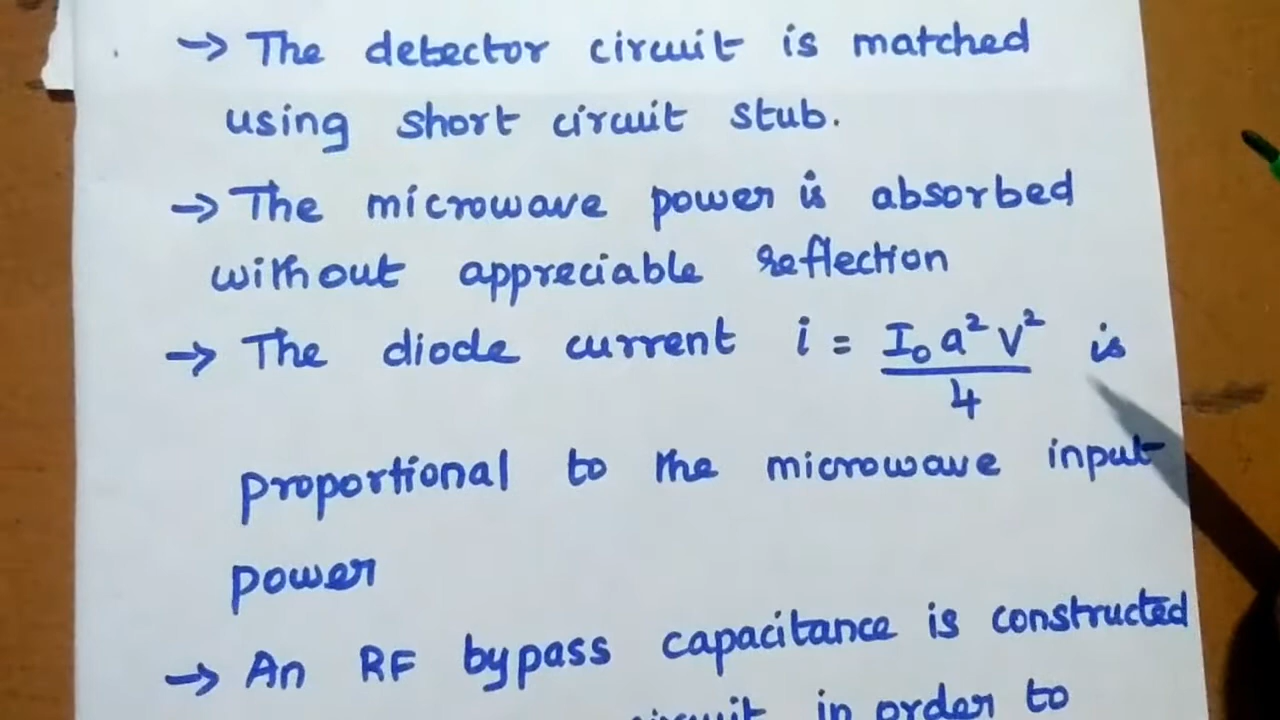 → The detector circuit is matched
using short circuit stub.
→ The microwave power is absorbed
without appreciable reflection
→ The diode current i = I₀a²V²/4 is
proportional to the microwave input
power
→ An RF bypass capacitance is constructed
circuit in order to